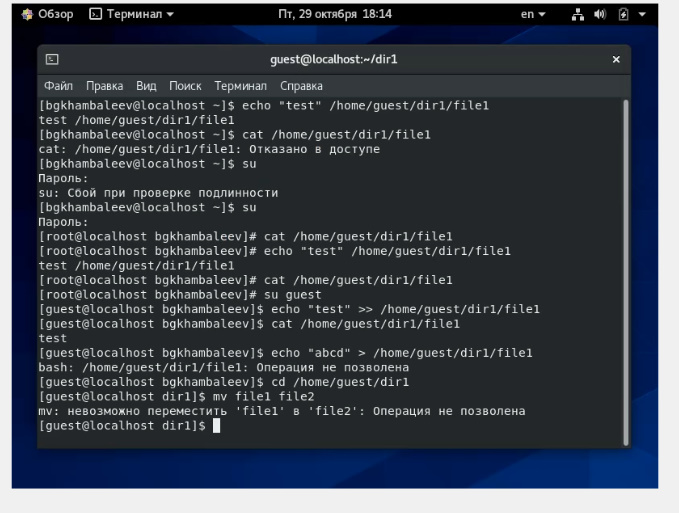 Обзор Терминал Пт, 29 октября 18:14 en
guest@localhost:~/dir1 ×
Файл Правка Вид Поиск Терминал Справка
[bgkhambaleev@localhost ~]$ echo "test" /home/guest/dir1/file1
test /home/guest/dir1/file1
[bgkhambaleev@localhost ~]$ cat /home/guest/dir1/file1
cat: /home/guest/dir1/file1: Отказано в доступе
[bgkhambaleev@localhost ~]$ su
Пароль:
su: Сбой при проверке подлинности
[bgkhambaleev@localhost ~]$ su
Пароль:
[root@localhost bgkhambaleev]# cat /home/guest/dir1/file1
[root@localhost bgkhambaleev]# echo "test" /home/guest/dir1/file1
test /home/guest/dir1/file1
[root@localhost bgkhambaleev]# cat /home/guest/dir1/file1
[root@localhost bgkhambaleev]# su guest
[guest@localhost bgkhambaleev]$ echo "test" >> /home/guest/dir1/file1
[guest@localhost bgkhambaleev]$ cat /home/guest/dir1/file1
test
[guest@localhost bgkhambaleev]$ echo "abcd" > /home/guest/dir1/file1
bash: /home/guest/dir1/file1: Операция не позволена
[guest@localhost bgkhambaleev]$ cd /home/guest/dir1
[guest@localhost dir1]$ mv file1 file2
mv: невозможно переместить 'file1' в 'file2': Операция не позволена
[guest@localhost dir1]$